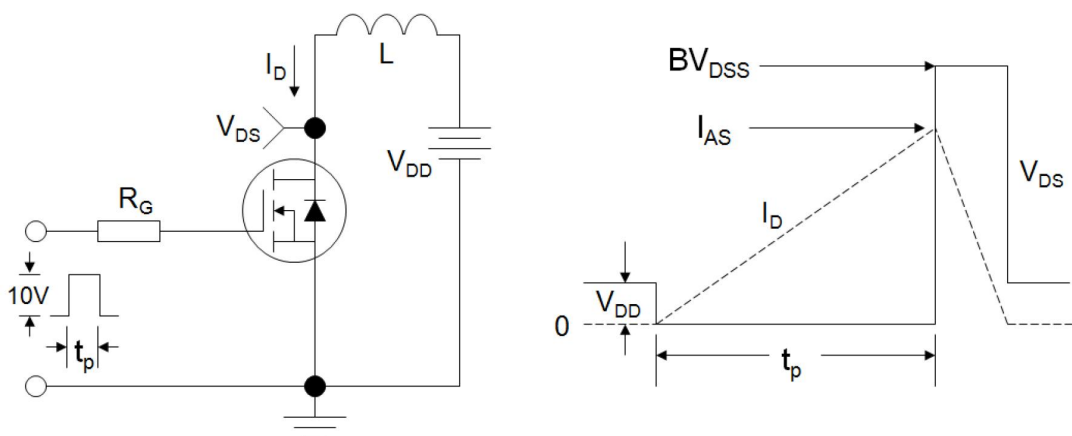 L
I_D
V_DS
V_DD
R_G
10V
t_p
BV_DSS
I_AS
V_DS
I_D
V_DD
0
t_p